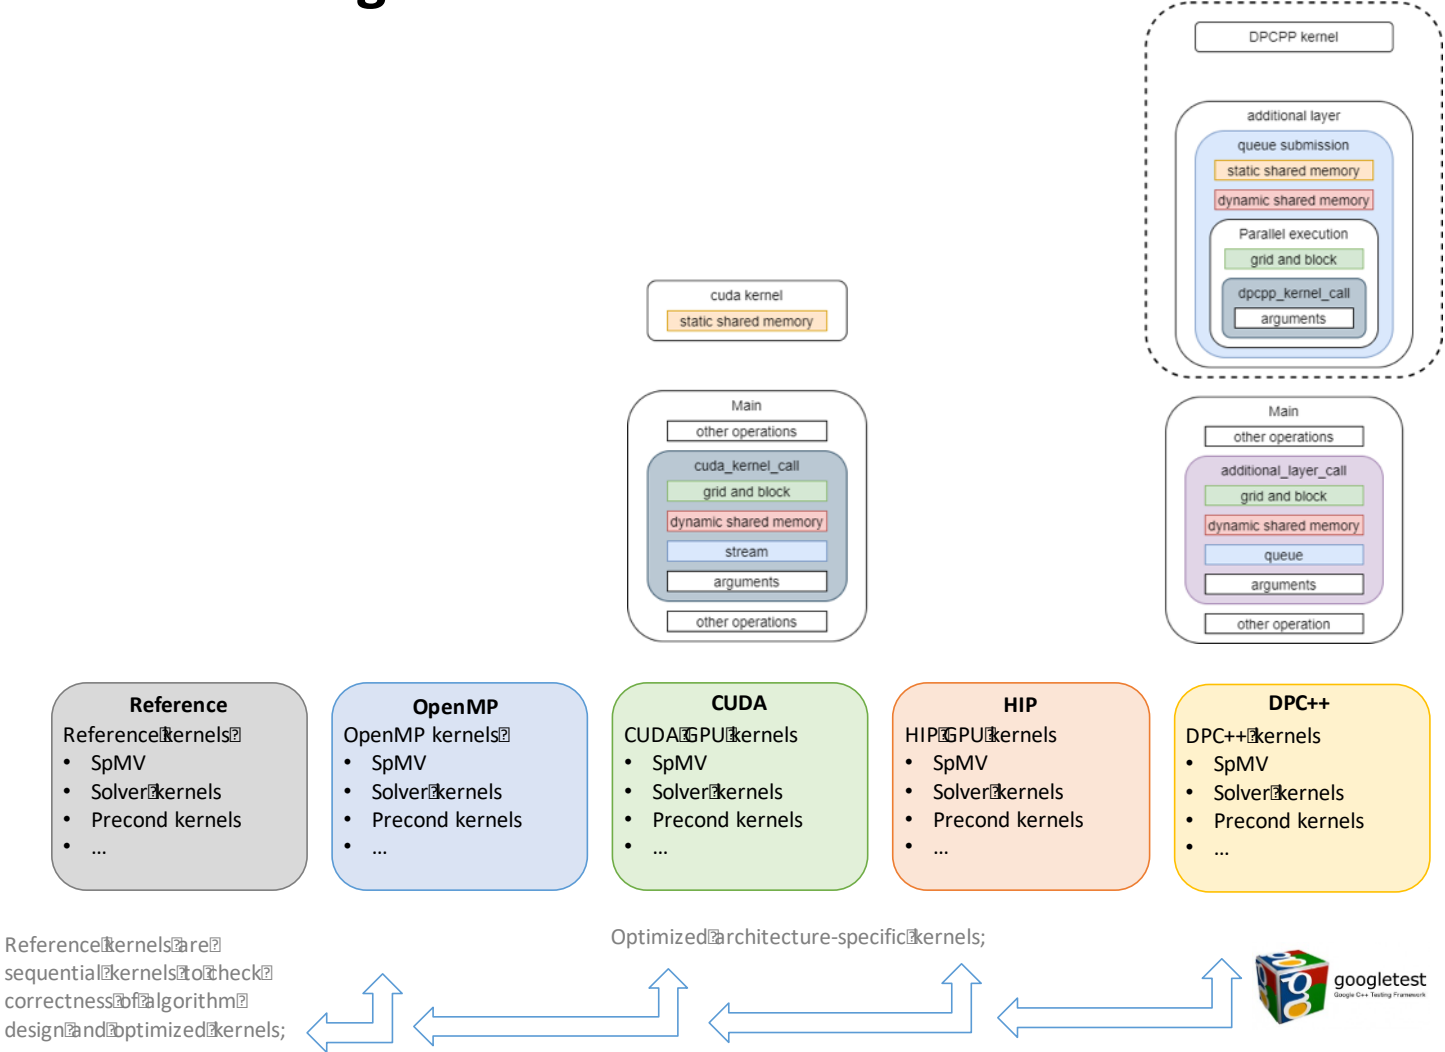 DPCPP kernel
additional layer
queue submission
static shared memory
dynamic shared memory
Parallel execution
grid and block
dpcpp_kernel_call
arguments
cuda kernel
static shared memory
Main
other operations
cuda_kernel_call
grid and block
dynamic shared memory
stream
arguments
other operations
Main
other operations
additional_layer_call
grid and block
dynamic shared memory
queue
arguments
other operation
Reference
Reference kernels
• SpMV
• Solver kernels
• Precond kernels
• ...
OpenMP
OpenMP kernels
• SpMV
• Solver kernels
• Precond kernels
• ...
CUDA
CUDA GPU kernels
• SpMV
• Solver kernels
• Precond kernels
• ...
HIP
HIP GPU kernels
• SpMV
• Solver kernels
• Precond kernels
• ...
DPC++
DPC++ kernels
• SpMV
• Solver kernels
• Precond kernels
• ...
Reference kernels are
sequential kernels to check
correctness of algorithm
design and optimized kernels;
Optimized architecture-specific kernels;
googletest
Google C++ Testing Framework